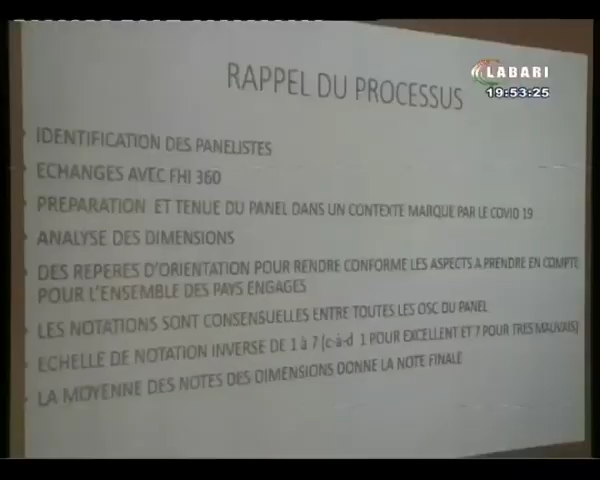 LABARI
19:53:25
RAPPEL DU PROCESSUS
IDENTIFICATION DES PANELISTES
ECHANGES AVEC FHI 360
PREPARATION ET TENUE DU PANEL DANS UN CONTEXTE MARQUE PAR LE COVID 19
ANALYSE DES DIMENSIONS
DES REPERES D'ORIENTATION POUR RENDRE CONFORME LES ASPECTS A PRENDRE EN COMPTE
POUR L'ENSEMBLE DES PAYS ENGAGES
LES NOTATIONS SONT CONSENSUELLES ENTRE TOUTES LES OSC DU PANEL
ECHELLE DE NOTATION INVERSE DE 1 à 7 (c-à-d 1 POUR EXCELLENT ET 7 POUR TRES MAUVAIS)
LA MOYENNE DES NOTES DES DIMENSIONS DONNE LA NOTE FINALE